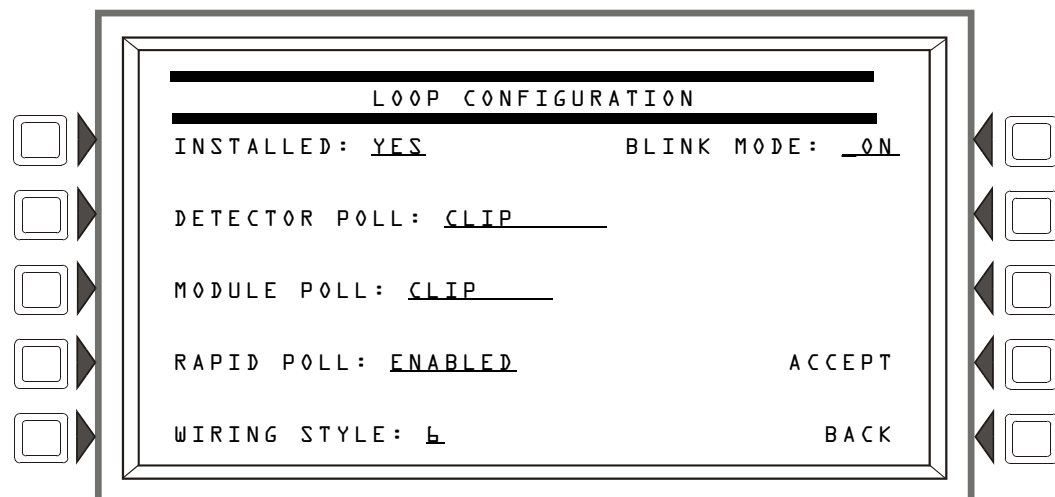 LOOP CONFIGURATION
INSTALLED: YES BLINK MODE: _ON
DETECTOR POLL: CLIP
MODULE POLL: CLIP
RAPID POLL: ENABLED ACCEPT
WIRING STYLE: 6 BACK